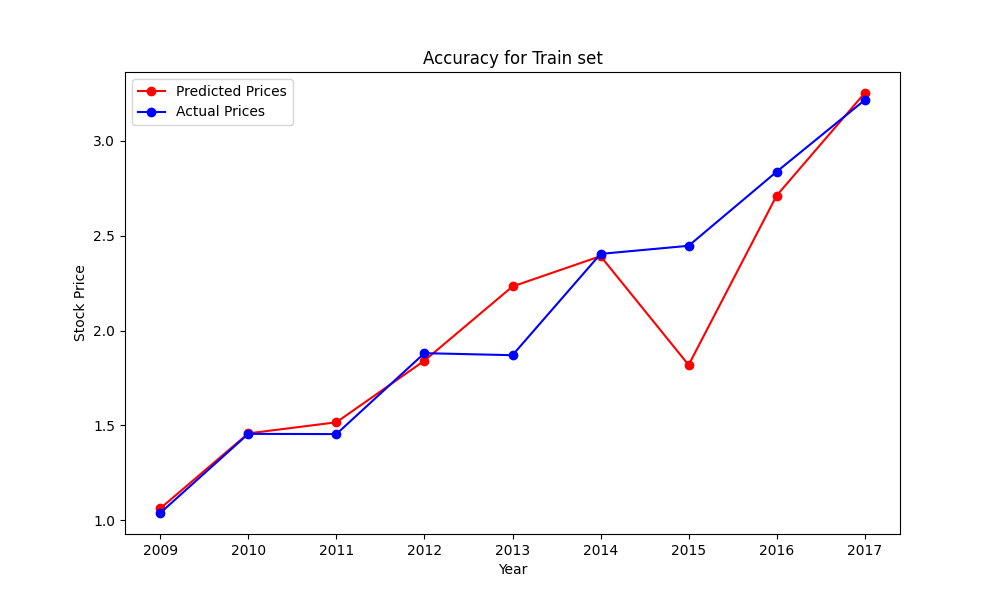 Accuracy for Train set
Predicted Prices
Actual Prices
3.0
2.5
2.0
1.5
1.0
Stock Price
2009 2010 2011 2012 2013 2014 2015 2016 2017
Year